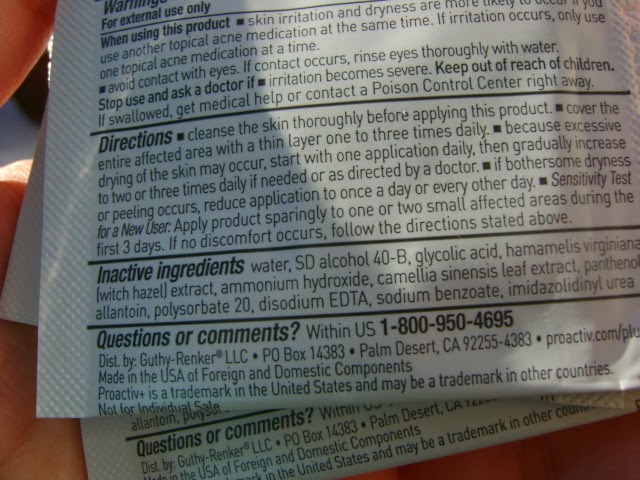 Warnings
For external use only
When using this product ■ skin irritation and dryness are more likely to occur if you
use another topical acne medication at the same time. If irritation occurs, only use
one topical acne medication at a time.
■ avoid contact with eyes. If contact occurs, rinse eyes thoroughly with water.
Stop use and ask a doctor if ■ irritation becomes severe. Keep out of reach of children.
If swallowed, get medical help or contact a Poison Control Center right away.
Directions ■ cleanse the skin thoroughly before applying this product. ■ cover the
entire affected area with a thin layer one to three times daily. ■ because excessive
drying of the skin may occur, start with one application daily, then gradually increase
to two or three times daily if needed or as directed by a doctor. ■ if bothersome dryness
or peeling occurs, reduce application to once a day or every other day. ■ Sensitivity Test
for a New User: Apply product sparingly to one or two small affected areas during the
first 3 days. If no discomfort occurs, follow the directions stated above.
Inactive ingredients water, SD alcohol 40-B, glycolic acid, hamamelis virginiana
(witch hazel) extract, ammonium hydroxide, camellia sinensis leaf extract, panthenol
allantoin, polysorbate 20, disodium EDTA, sodium benzoate, imidazolidinyl urea
Questions or comments? Within US 1-800-950-4695
Dist. by: Guthy-Renker® LLC • PO Box 14383 • Palm Desert, CA 92255-4383 • proactiv.com/plu
Made in the USA of Foreign and Domestic Components
Proactiv+ is a trademark in the United States and may be a trademark in other countries.
Not for Individual Sale
allantoin,
Questions or comments? Within US
Dist. by: Guthy-Renker® LLC • PO Box 14383 • Palm Desert, CA
Made in the USA of Foreign and Domestic Components
in the United States and may be a trademark in other